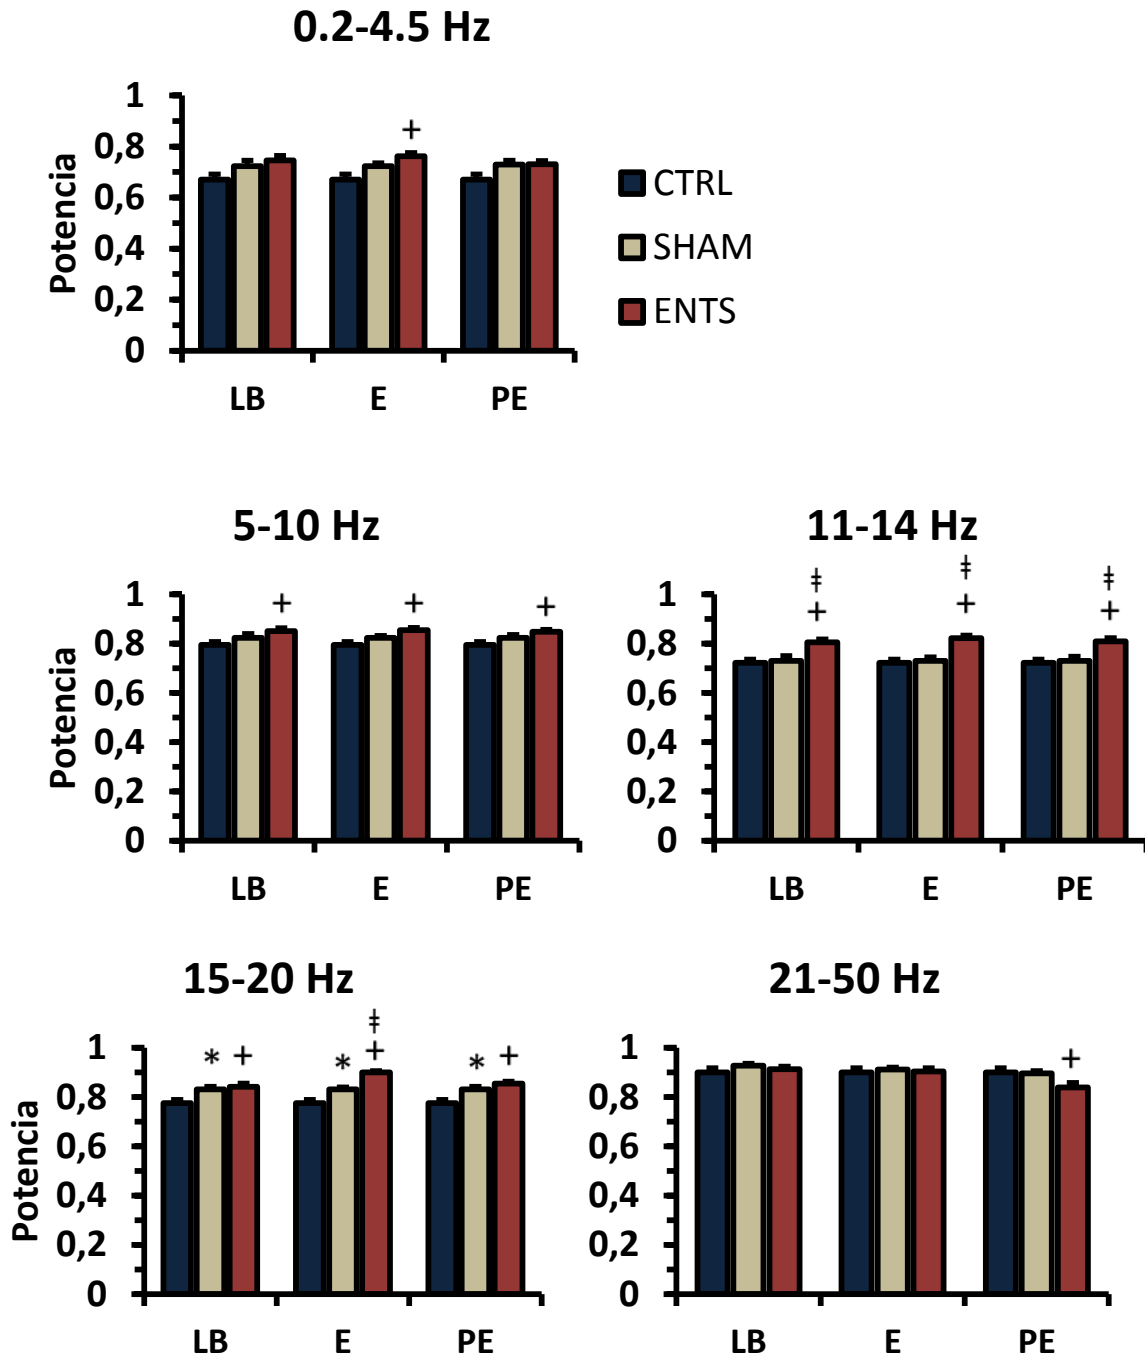 0.2-4.5 Hz
Potencia
1
0,8
0,6
0,4
0,2
0
+
LB E PE
CTRL
SHAM
ENTS
5-10 Hz
Potencia
1
0,8
0,6
0,4
0,2
0
+ + +
LB E PE
11-14 Hz
1
0,8
0,6
0,4
0,2
0
ǂ ǂ ǂ
+ + +
LB E PE
15-20 Hz
Potencia
1
0,8
0,6
0,4
0,2
0
ǂ
* + * + * +
LB E PE
21-50 Hz
1
0,8
0,6
0,4
0,2
0
+
LB E PE